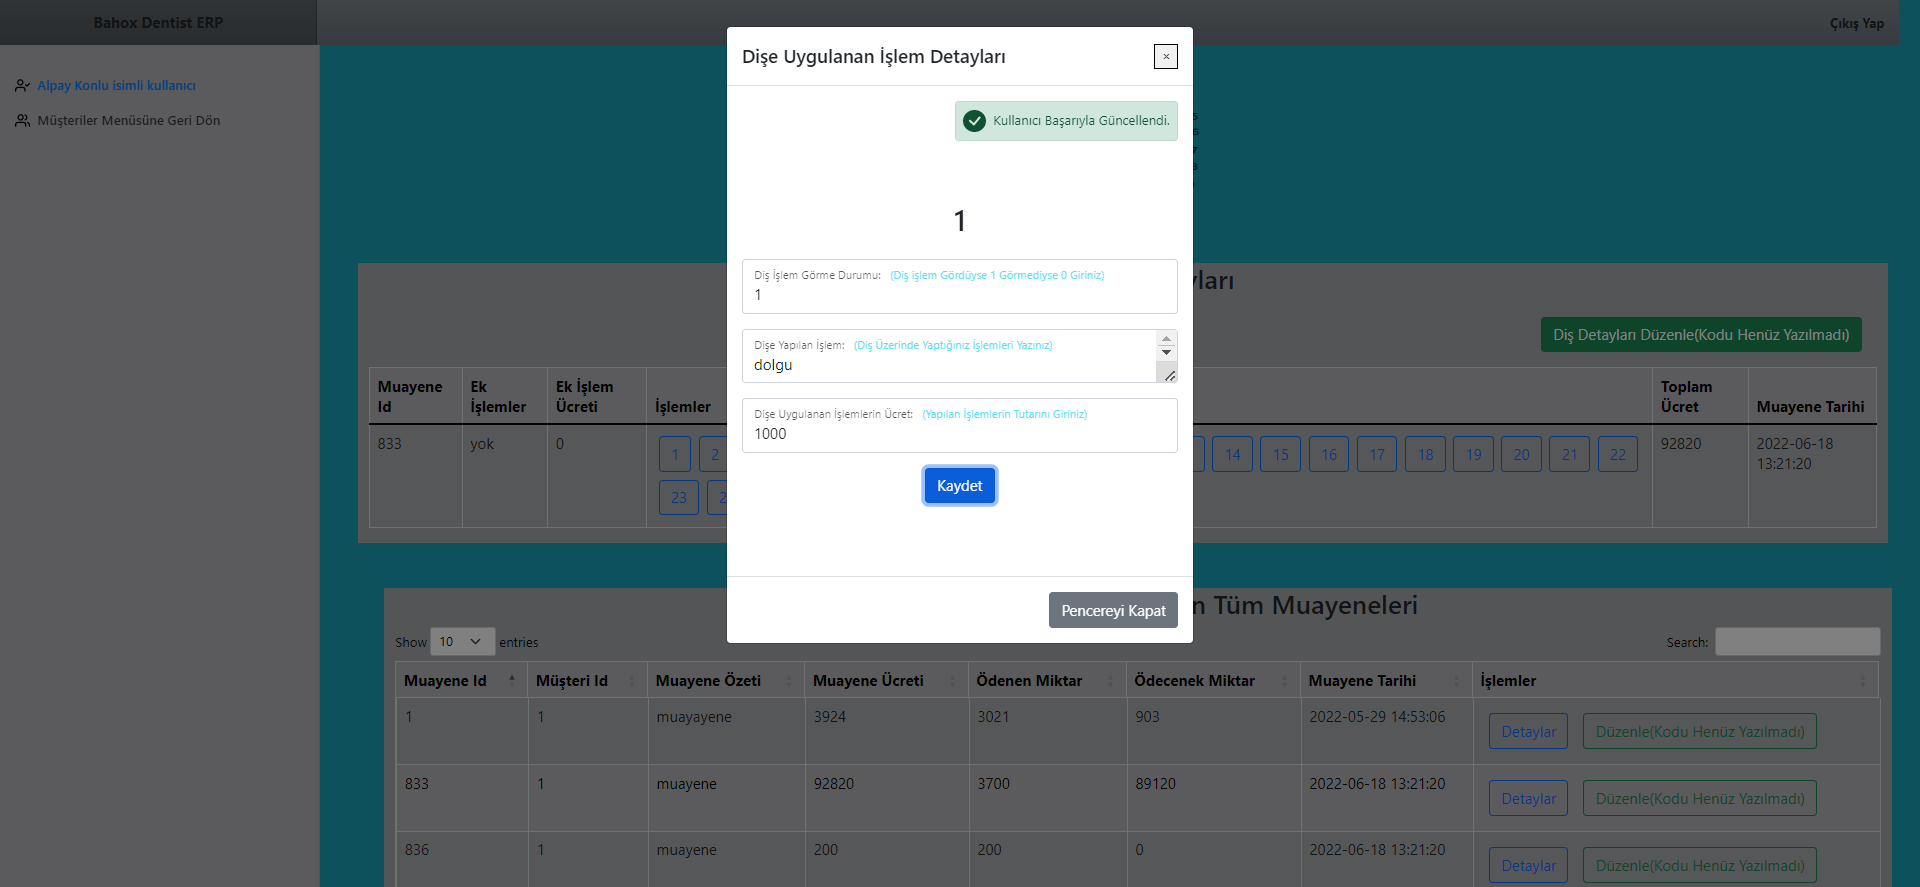 Bahox Dentist ERP
Çıkış Yap
Alpay Konlu isimli kullanıcı
Müşteriler Menüsüne Geri Dön
Dişe Uygulanan İşlem Detayları
×
Kullanıcı Başarıyla Güncellendi.
1
Diş İşlem Görme Durumu: (Diş işlem Gördüyse 1 Görmediyse 0 Giriniz)
1
Dişe Yapılan İşlem: (Diş Üzerinde Yaptığınız İşlemleri Yazınız)
dolgu
Dişe Uygulanan İşlemlerin Ücret: (Yapılan İşlemlerin Tutarını Giriniz)
1000
Kaydet
Pencereyi Kapat
Diş Detayları Düzenle(Kodu Henüz Yazılmadı)
Muayene Id Ek İşlemler Ek İşlem Ücreti İşlemler Toplam Ücret Muayene Tarihi
833 yok 0 1 2 14 15 16 17 18 19 20 21 22 92820 2022-06-18 13:21:20
23
n Tüm Muayeneleri
Show 10 entries Search:
Muayene Id Müşteri Id Muayene Özeti Muayene Ücreti Ödenen Miktar Ödecenek Miktar Muayene Tarihi İşlemler
1 1 muayayene 3924 3021 903 2022-05-29 14:53:06 Detaylar Düzenle(Kodu Henüz Yazılmadı)
833 1 muayene 92820 3700 89120 2022-06-18 13:21:20 Detaylar Düzenle(Kodu Henüz Yazılmadı)
836 1 muayene 200 200 0 2022-06-18 13:21:20 Detaylar Düzenle(Kodu Henüz Yazılmadı)